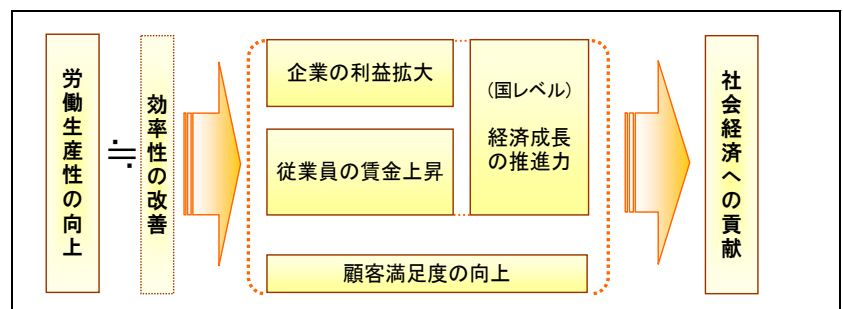 労働生産性の向上
≒
効率性の改善
企業の利益拡大
従業員の賃金上昇
(国レベル)
経済成長
の推進力
顧客満足度の向上
社会経済への貢献